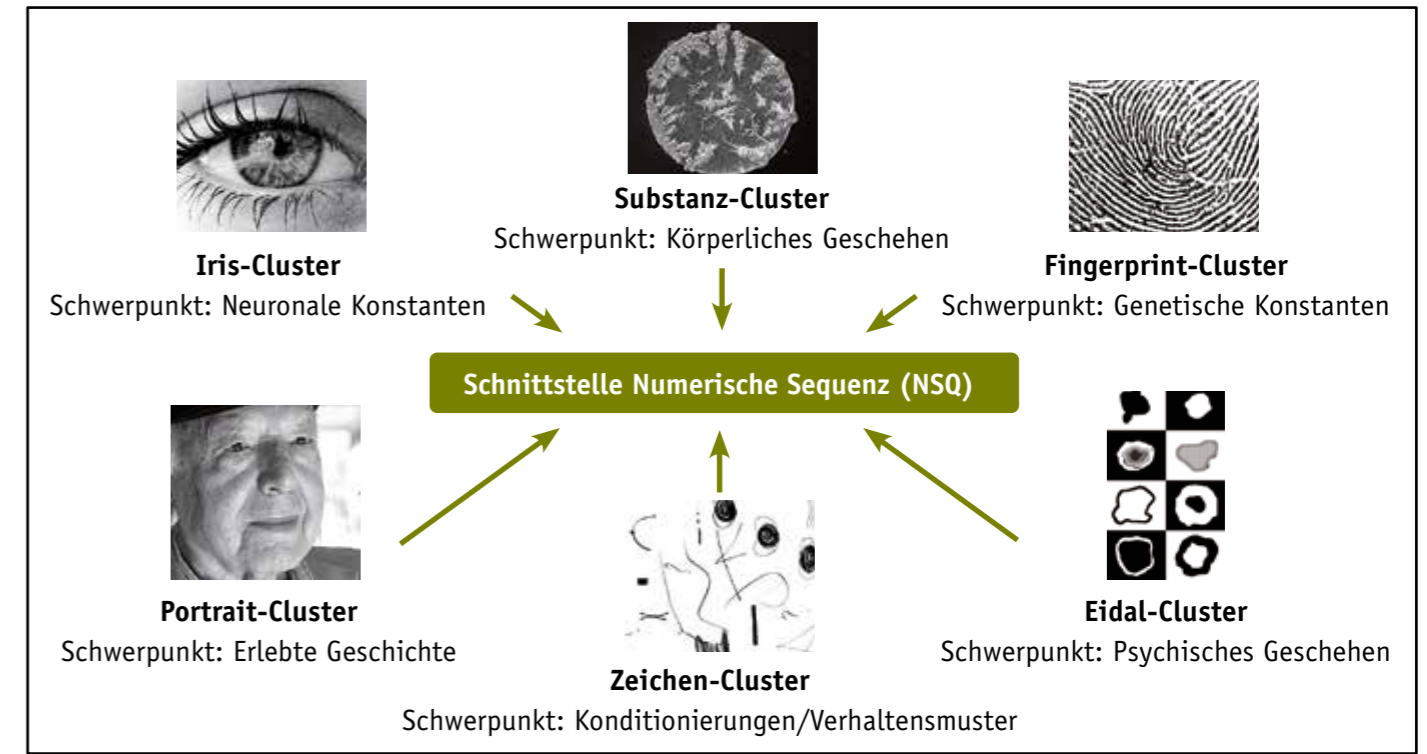 Substanz-Cluster
Schwerpunkt: Körperliches Geschehen
Iris-Cluster
Schwerpunkt: Neuronale Konstanten
Fingerprint-Cluster
Schwerpunkt: Genetische Konstanten
Schnittstelle Numerische Sequenz (NSQ)
Portrait-Cluster
Schwerpunkt: Erlebte Geschichte
Zeichen-Cluster
Schwerpunkt: Konditionierungen/Verhaltensmuster
Eidal-Cluster
Schwerpunkt: Psychisches Geschehen